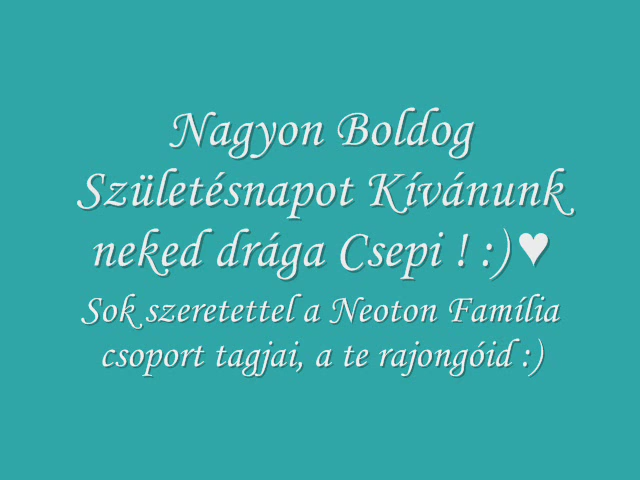 Nagyon Boldog
Születésnapot Kívánunk
neked drága Csepi ! :)♥
Sok szeretettel a Neoton Família
csoport tagjai, a te rajongóid :)